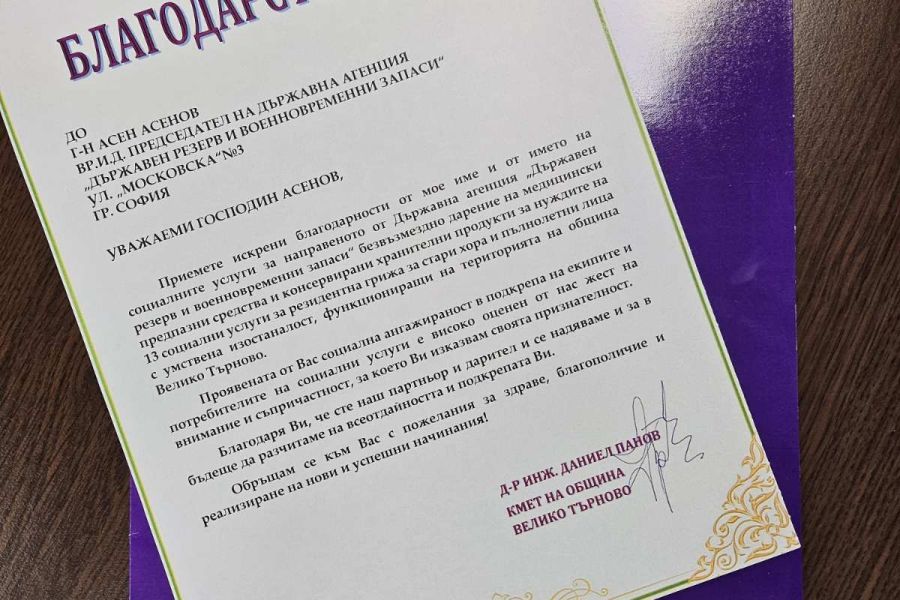 БЛАГОДАРСТ
ДО
Г-Н АСЕН АСЕНОВ
ВР.И.Д. ПРЕДСЕДАТЕЛ НА ДЪРЖАВНА АГЕНЦИЯ
„ДЪРЖАВЕН РЕЗЕРВ И ВОЕННОВРЕМЕННИ ЗАПАСИ“
УЛ. „МОСКОВСКА“№3
ГР. СОФИЯ
УВАЖАЕМИ ГОСПОДИН АСЕНОВ,
Приемете искрени благодарности от мое име и от името на
социалните услуги за направеното от Държавна агенция „Държавен
резерв и военновременни запаси“ безвъзмездно дарение на медицински
предпазни средства и консервирани хранителни продукти за нуждите на
13 социални услуги за резидентна грижа за стари хора и пълнолетни лица
с умствена изостаналост, функциониращи на територията на община
Велико Търново.
Проявената от Вас социална ангажираност в подкрепа на екипите и
потребителите на социални услуги е високо оценен от нас жест на
внимание и съпричастност, за което Ви изказвам своята признателност.
Благодаря Ви, че сте наш партньор и дарител и се надяваме и за в
бъдеще да разчитаме на всеотдайността и подкрепата Ви.
Обръщам се към Вас с пожелания за здраве, благополучие и
реализиране на нови и успешни начинания!
Д-Р ИНЖ. ДАНИЕЛ ПАНОВ
КМЕТ НА ОБЩИНА
ВЕЛИКО ТЪРНОВО